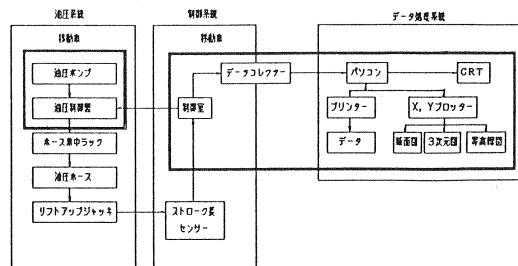 油圧系統
制御系統
データ処理系統
移動車
移動車
油圧ポンプ
データコレクター
パソコン
CRT
油圧制御盤
制御室
プリンター
X,Yプロッター
ホース集中ラック
データ
断面図
3次元図
等高線図
油圧ホース
リフトアップジャッキ
ストローク長
センサー